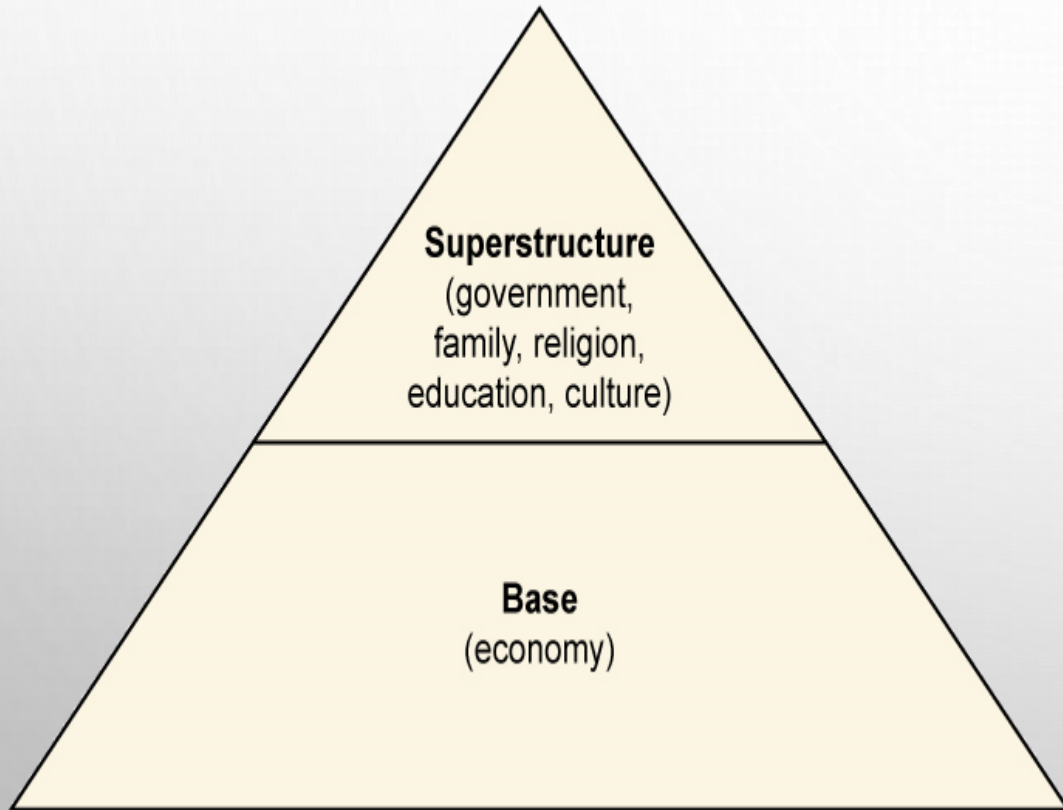 Superstructure
(government,
family, religion,
education, culture)
Base
(economy)